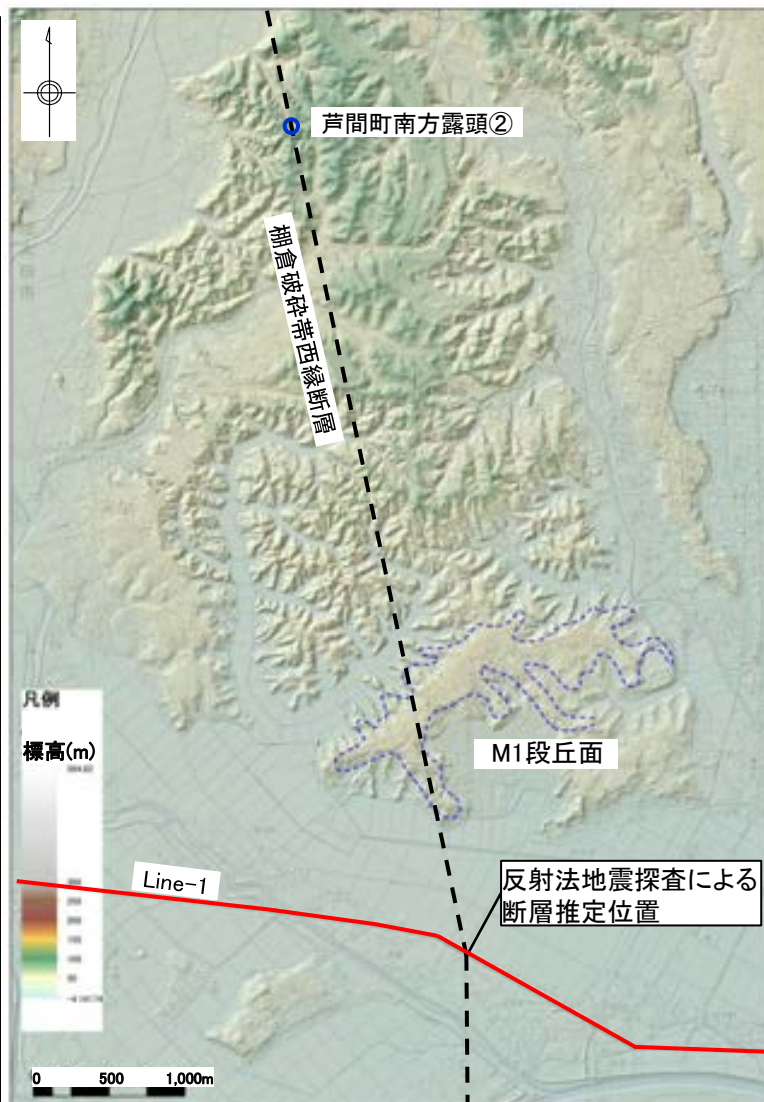 芦間町南方露頭②
棚倉破砕帯西縁断層
凡例
標高(m)
M1段丘面
反射法地震探査による
断層推定位置
Line-1
0 500 1,000m